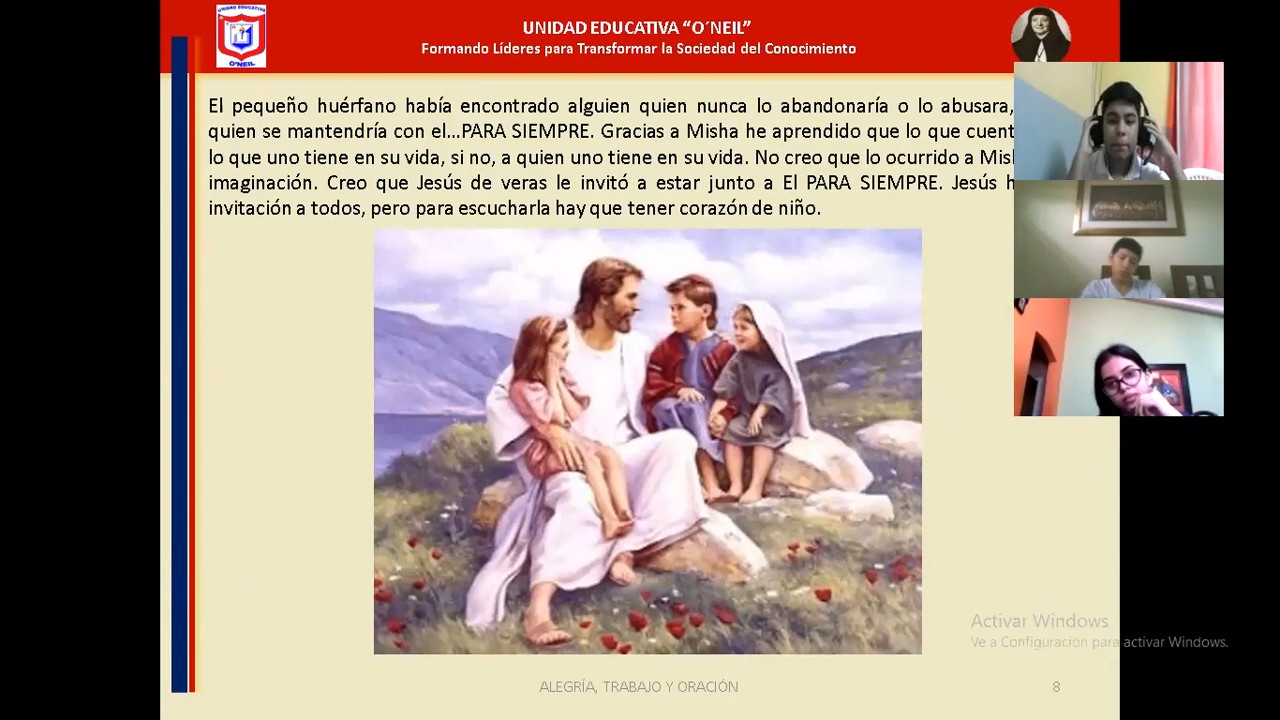 UNIDAD EDUCATIVA
O´NEIL
UNIDAD EDUCATIVA “O´NEIL”
Formando Líderes para Transformar la Sociedad del Conocimiento
El pequeño huérfano había encontrado alguien quien nunca lo abandonaría o lo abusara,
quien se mantendría con el...PARA SIEMPRE. Gracias a Misha he aprendido que lo que
lo que uno tiene en su vida, si no, a quien uno tiene en su vida. No creo que lo ocurrido a
imaginación. Creo que Jesús de veras le invitó a estar junto a El PARA SIEMPRE. Jesús
invitación a todos, pero para escucharla hay que tener corazón de niño.
Activar Windows
Ve a Configuración para activar Windows.
ALEGRÍA, TRABAJO Y ORACIÓN
8